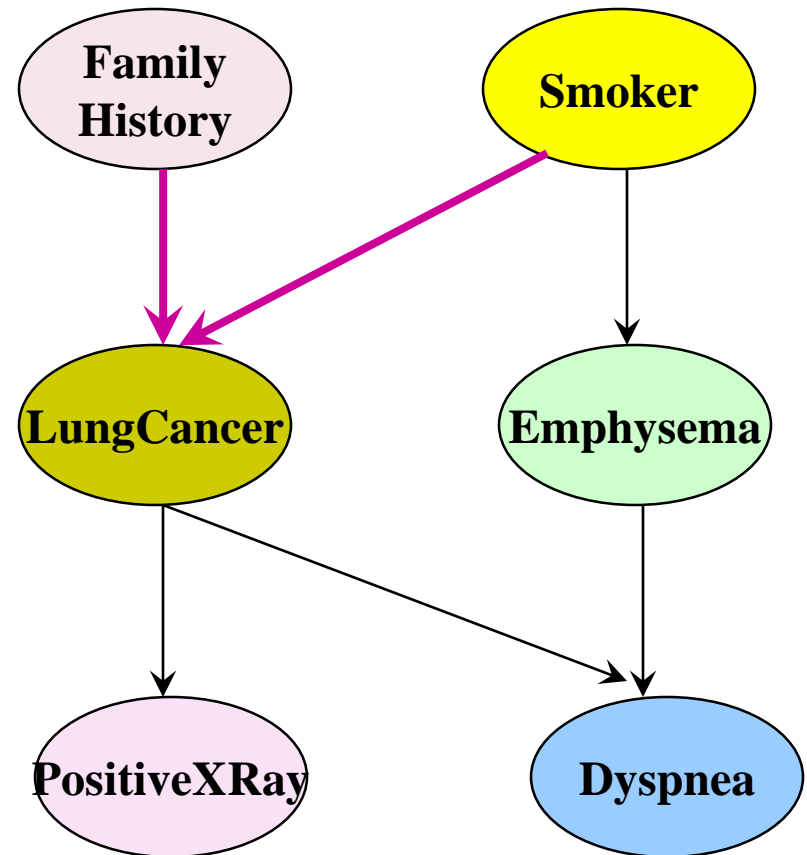 Family
History
Smoker
LungCancer
Emphysema
PositiveXRay
Dyspnea